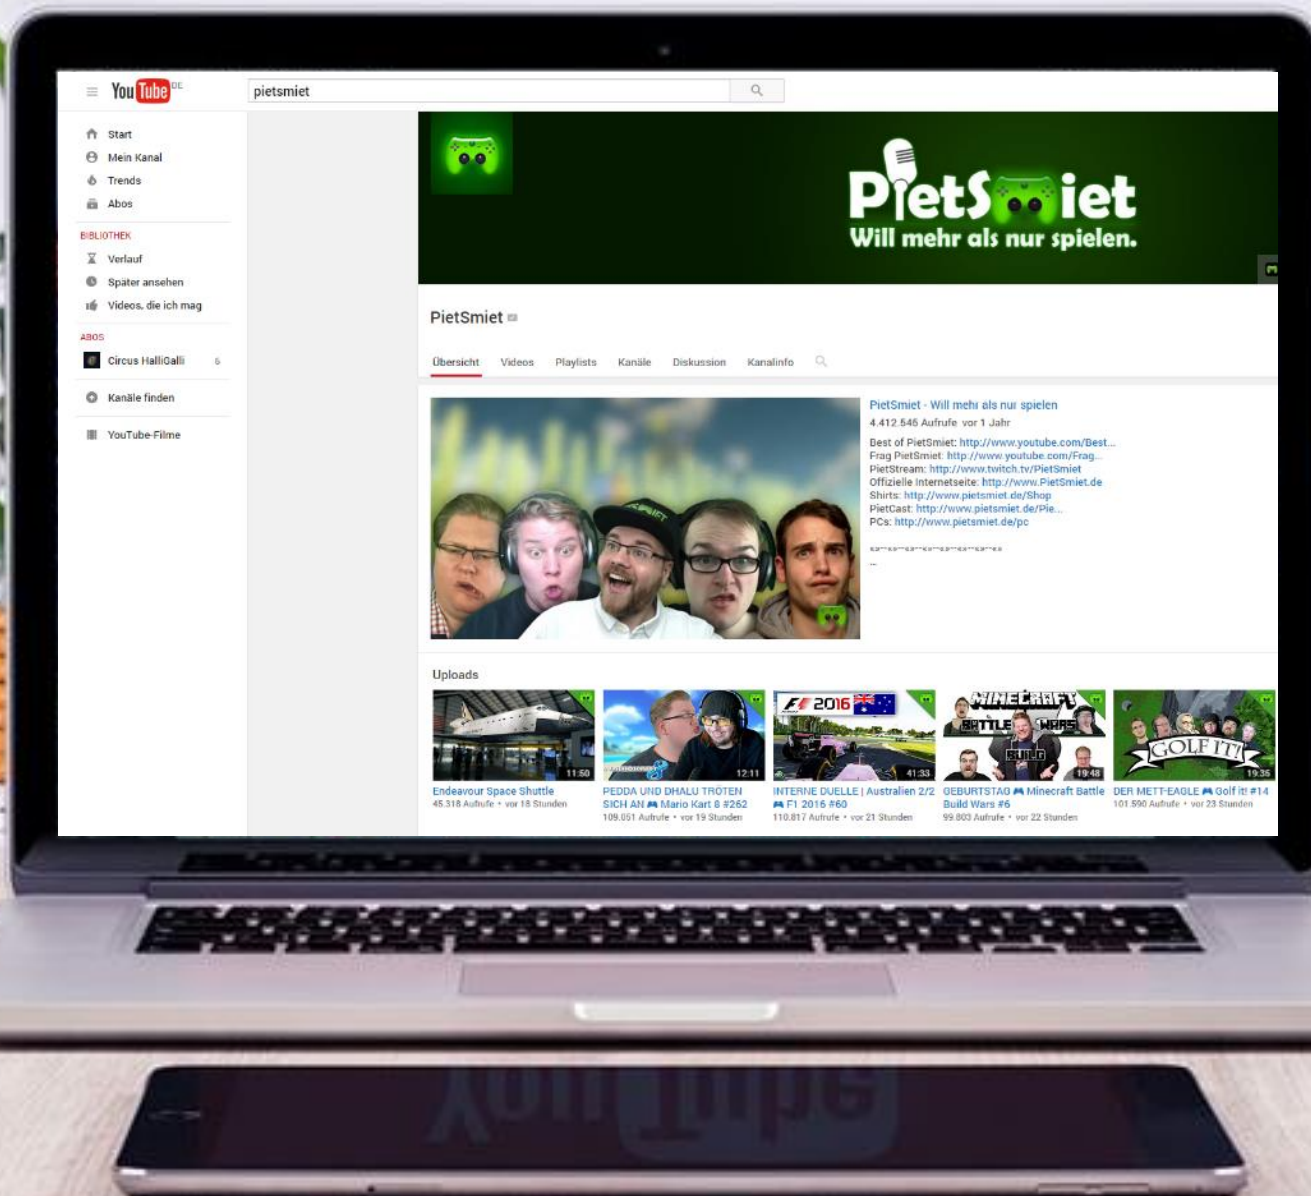 YouTube DE
pietsmiet
Start
Mein Kanal
Trends
Abos
BIBLIOTHEK
Verlauf
Später ansehen
Videos, die ich mag
ABOS
Circus HalliGalli 6
Kanäle finden
YouTube-Filme
PietSmiet
Will mehr als nur spielen.
PietSmiet
Übersicht Videos Playlists Kanäle Diskussion Kanalinfo
PietSmiet - Will mehr als nur spielen
4.412.546 Aufrufe vor 1 Jahr
Best of PietSmiet: http://www.youtube.com/Best...
Frag PietSmiet: http://www.youtube.com/Frag...
PietStream: http://www.twitch.tv/PietSmiet
Offizielle Internetseite: http://www.PietSmiet.de
Shirts: http://www.pietsmiet.de/Shop
PietCast: http://www.pietsmiet.de/Pie...
PCs: http://www.pietsmiet.de/pc
...
Uploads
11:50
Endeavour Space Shuttle
45.318 Aufrufe • vor 18 Stunden
8
12:11
PEDDA UND DHALU TRÖTEN
SICH AN 🎮 Mario Kart 8 #262
109.051 Aufrufe • vor 19 Stunden
F1 2016
41:33
INTERNE DUELLE | Australien 2/2
🎮 F1 2016 #60
110.817 Aufrufe • vor 21 Stunden
MINECRAFT
BATTLE WARS
BUILD
19:48
GEBURTSTAG 🎮 Minecraft Battle
Build Wars #6
99.803 Aufrufe • vor 22 Stunden
GOLF IT!
19:35
DER METT-EAGLE 🎮 Golf it! #14
101.590 Aufrufe • vor 23 Stunden
YouTube